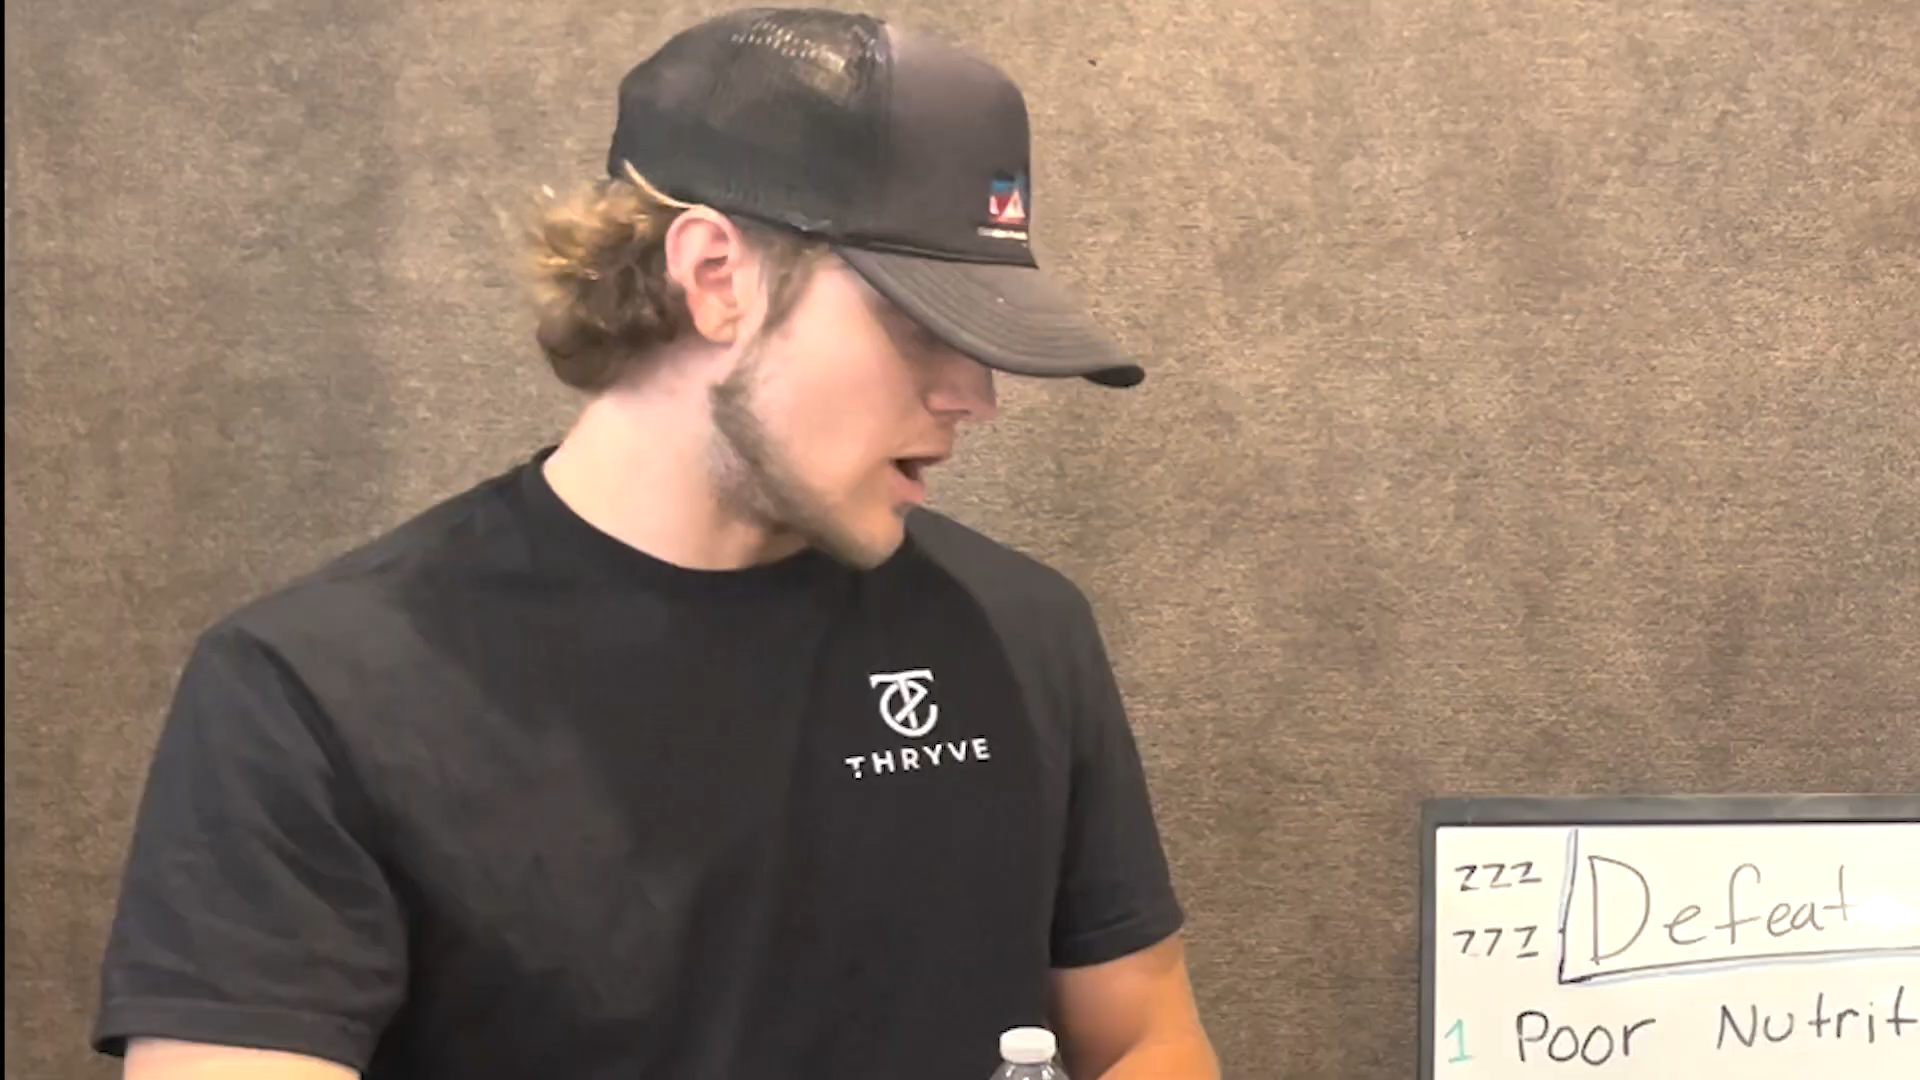 THRYVE
ZZZ
ZZZ
Defeat
1 Poor Nutrit